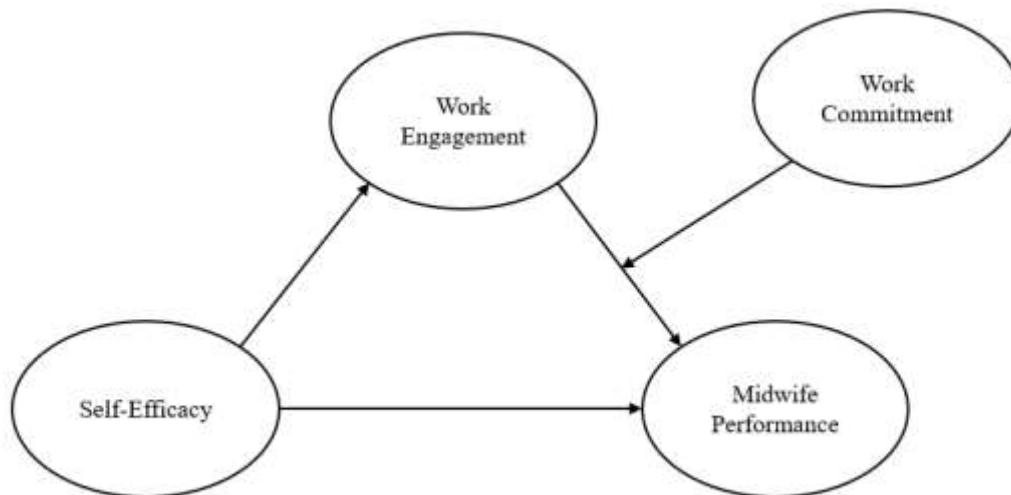 Work
Engagement
Work
Commitment
Self-Efficacy
Midwife
Performance